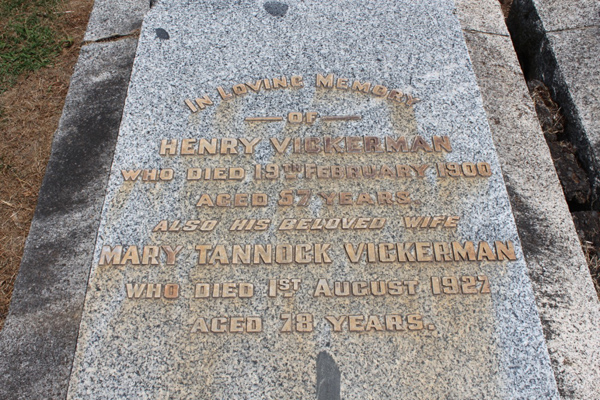 In Loving Memory
OF
HENRY VICKERMAN
WHO DIED 19TH FEBRUARY 1900
AGED 57 YEARS.
ALSO HIS BELOVED WIFE
MARY TANNOCK VICKERMAN
WHO DIED 1ST AUGUST 1927
AGED 78 YEARS.